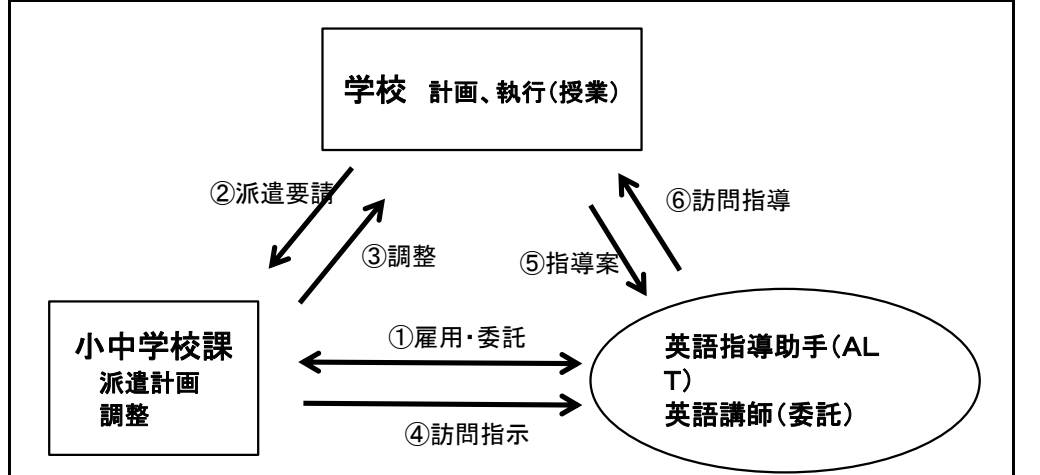 学校 計画、執行(授業)
②派遣要請
③調整
⑤指導案
⑥訪問指導
小中学校課
派遣計画
調整
①雇用・委託
④訪問指示
英語指導助手(AL
T)
英語講師(委託)